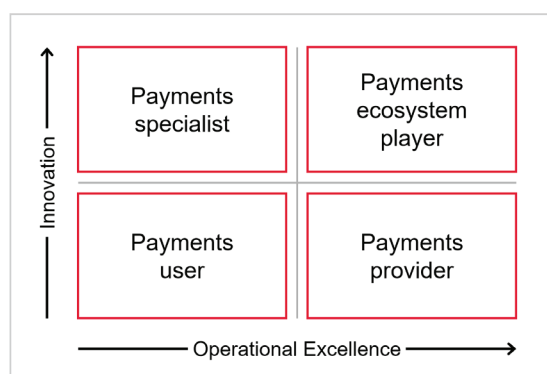 Payments
specialist
Payments
ecosystem
player
Innovation
Payments
user
Payments
provider
Operational Excellence